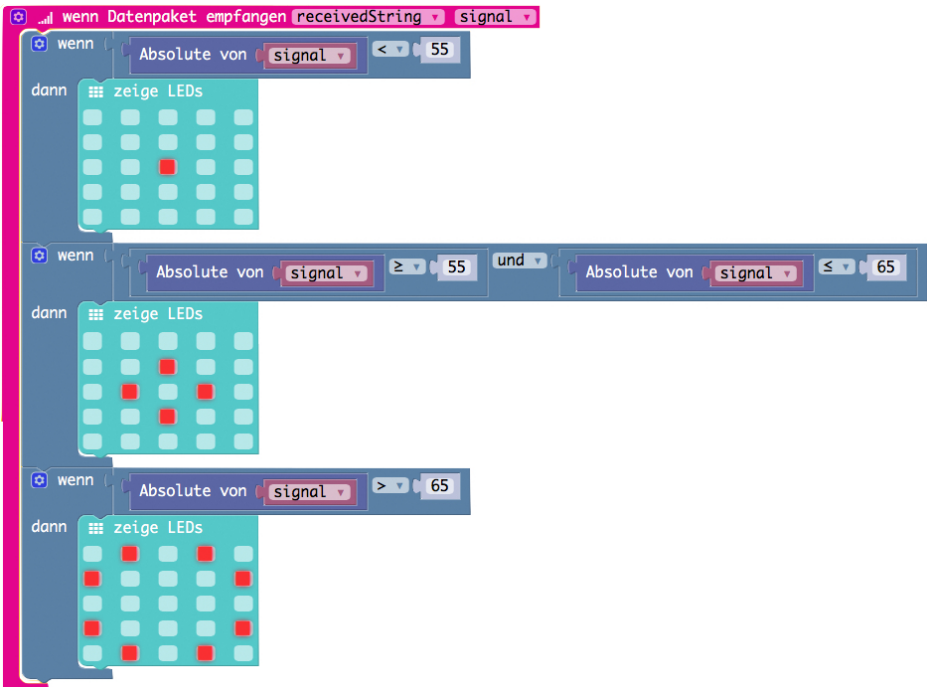 wenn Datenpaket empfangen receivedString signal
wenn Absolute von signal < 55
dann zeige LEDs
wenn Absolute von signal ≥ 55 und Absolute von signal ≤ 65
dann zeige LEDs
wenn Absolute von signal > 65
dann zeige LEDs